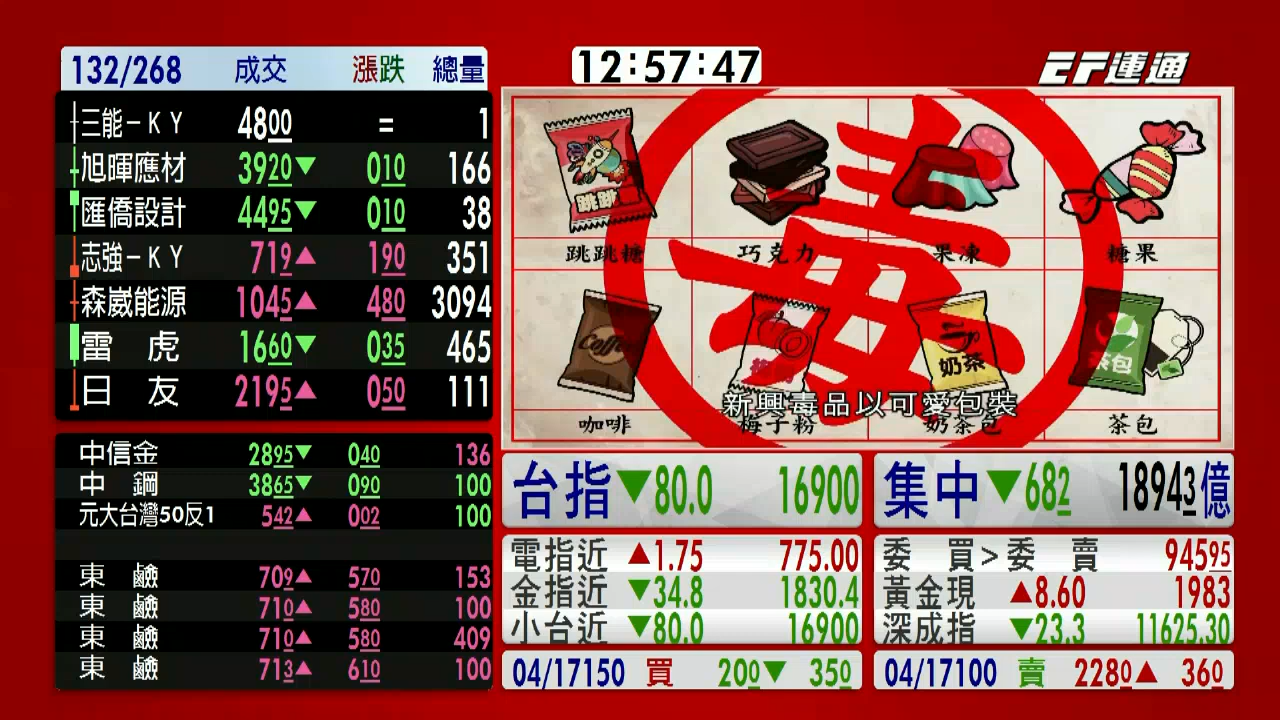 132/268 成交 漲跌 總量
三能－ＫＹ 4800 = 1
旭暉應材 3920▼ 010 166
匯僑設計 4495▼ 010 38
志強－ＫＹ 719▲ 190 351
森崴能源 1045▲ 480 3094
雷 虎 1660▼ 035 465
日 友 2195▲ 050 111
中信金 2895▼ 040 136
中 鋼 3865▼ 090 100
元大台灣50反1 542▲ 002 100
東 鹼 709▲ 570 153
東 鹼 710▲ 580 100
東 鹼 710▲ 580 409
東 鹼 713▲ 610 100
12:57:47
EF運通
毒
跳跳糖
跳跳糖 巧克力 果凍 糖果
Coffee
奶茶
茶包
新興毒品以可愛包裝
咖啡 梅子粉 奶茶包 茶包
台指▼80.0 16900
集中▼682 18943億
電指近 ▲1.75 775.00
金指近 ▼34.8 1830.4
小台近 ▼80.0 16900
委 買>委 賣 94595
黃金現 ▲8.60 1983
深成指 ▼23.3 11625.30
04/17150 買 200▼ 350
04/17100 賣 2280▲ 360